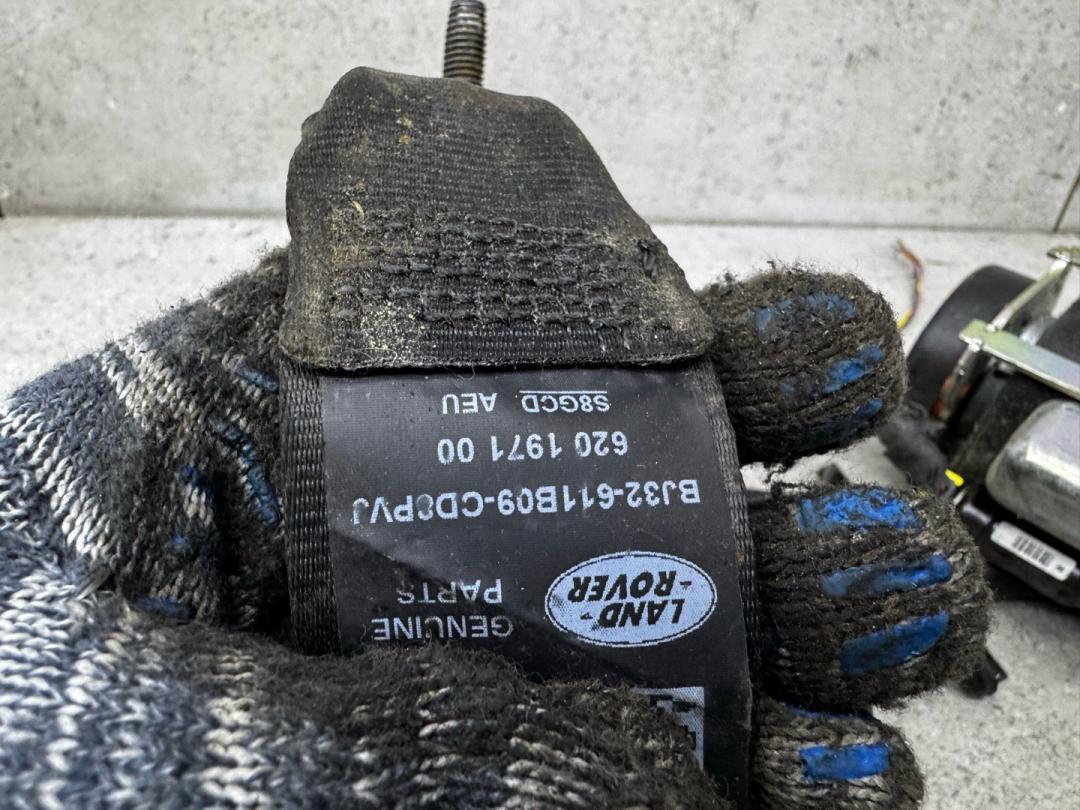 LAND-
-ROVER
GENUINE
PARTS
BJ32-611B09-CD8PVJ
620 1971 00
S8GCD AEU